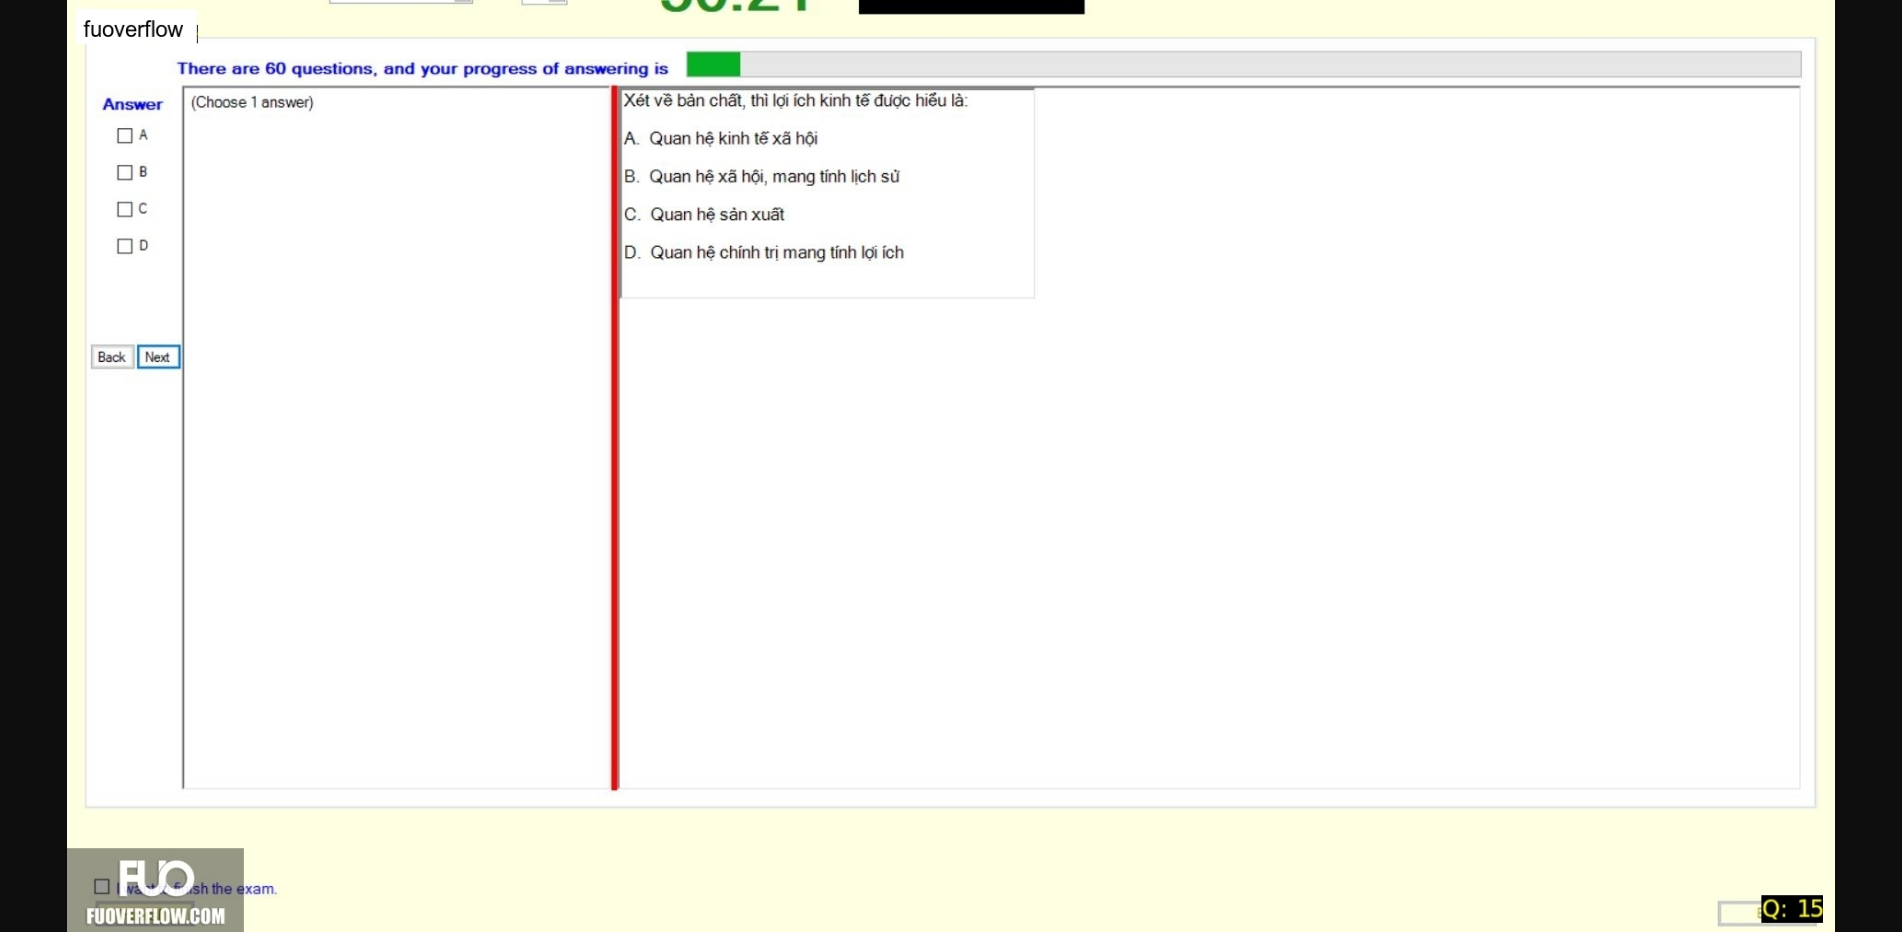 fuoverflow
There are 60 questions, and your progress of answering is
Answer
A
B
C
D
Back Next
(Choose 1 answer)
Xét về bản chất, thì lợi ích kinh tế được hiểu là:
A. Quan hệ kinh tế xã hội
B. Quan hệ xã hội, mang tính lịch sử
C. Quan hệ sản xuất
D. Quan hệ chính trị mang tính lợi ích
FUO
the exam.
FUOVERFLOW.COM
Q: 15